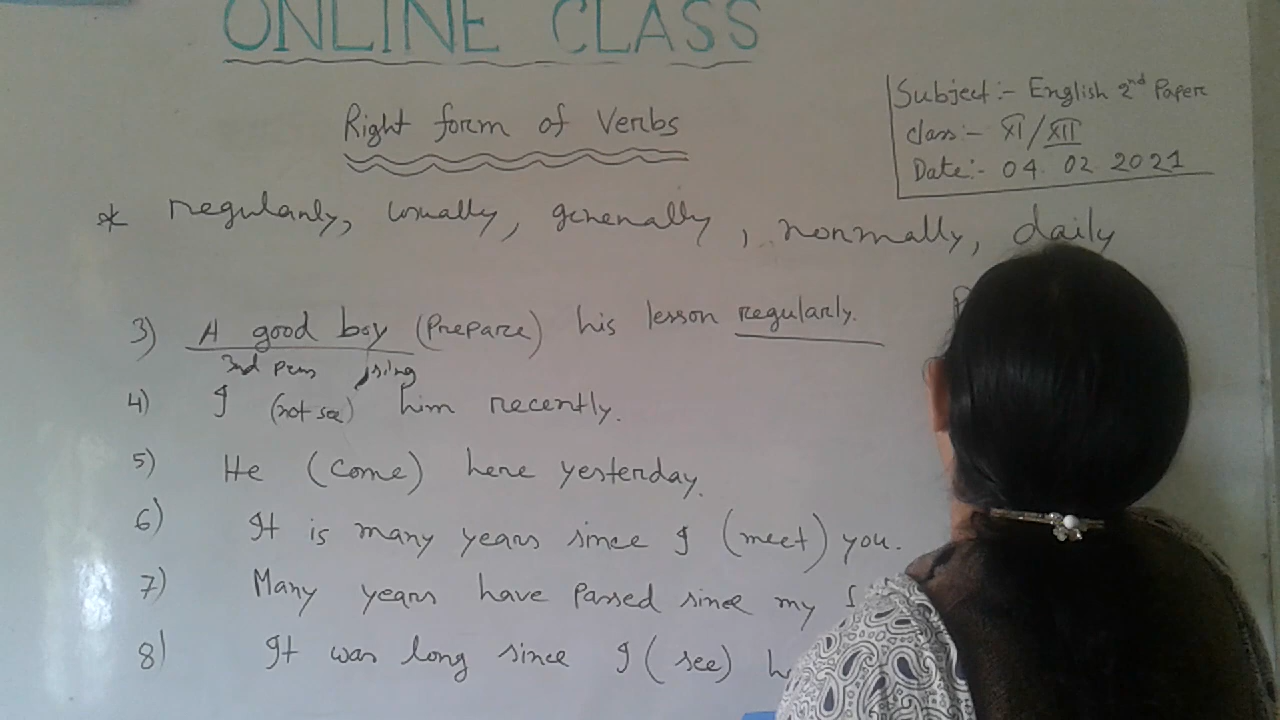 ONLINE CLASS
Subject:- English 2nd Paper
class:- XI/XII
Date:- 04. 02 2021
Right form of Verbs
* regularly, usually, generally, normally, daily
3) A good boy (Prepare) his lesson regularly.
3rd pers sing
4) I (not see) him recently.
5) He (come) here yesterday.
6) It is many years since I (meet) you.
7) Many years have passed since my
8) It was long since I (see)